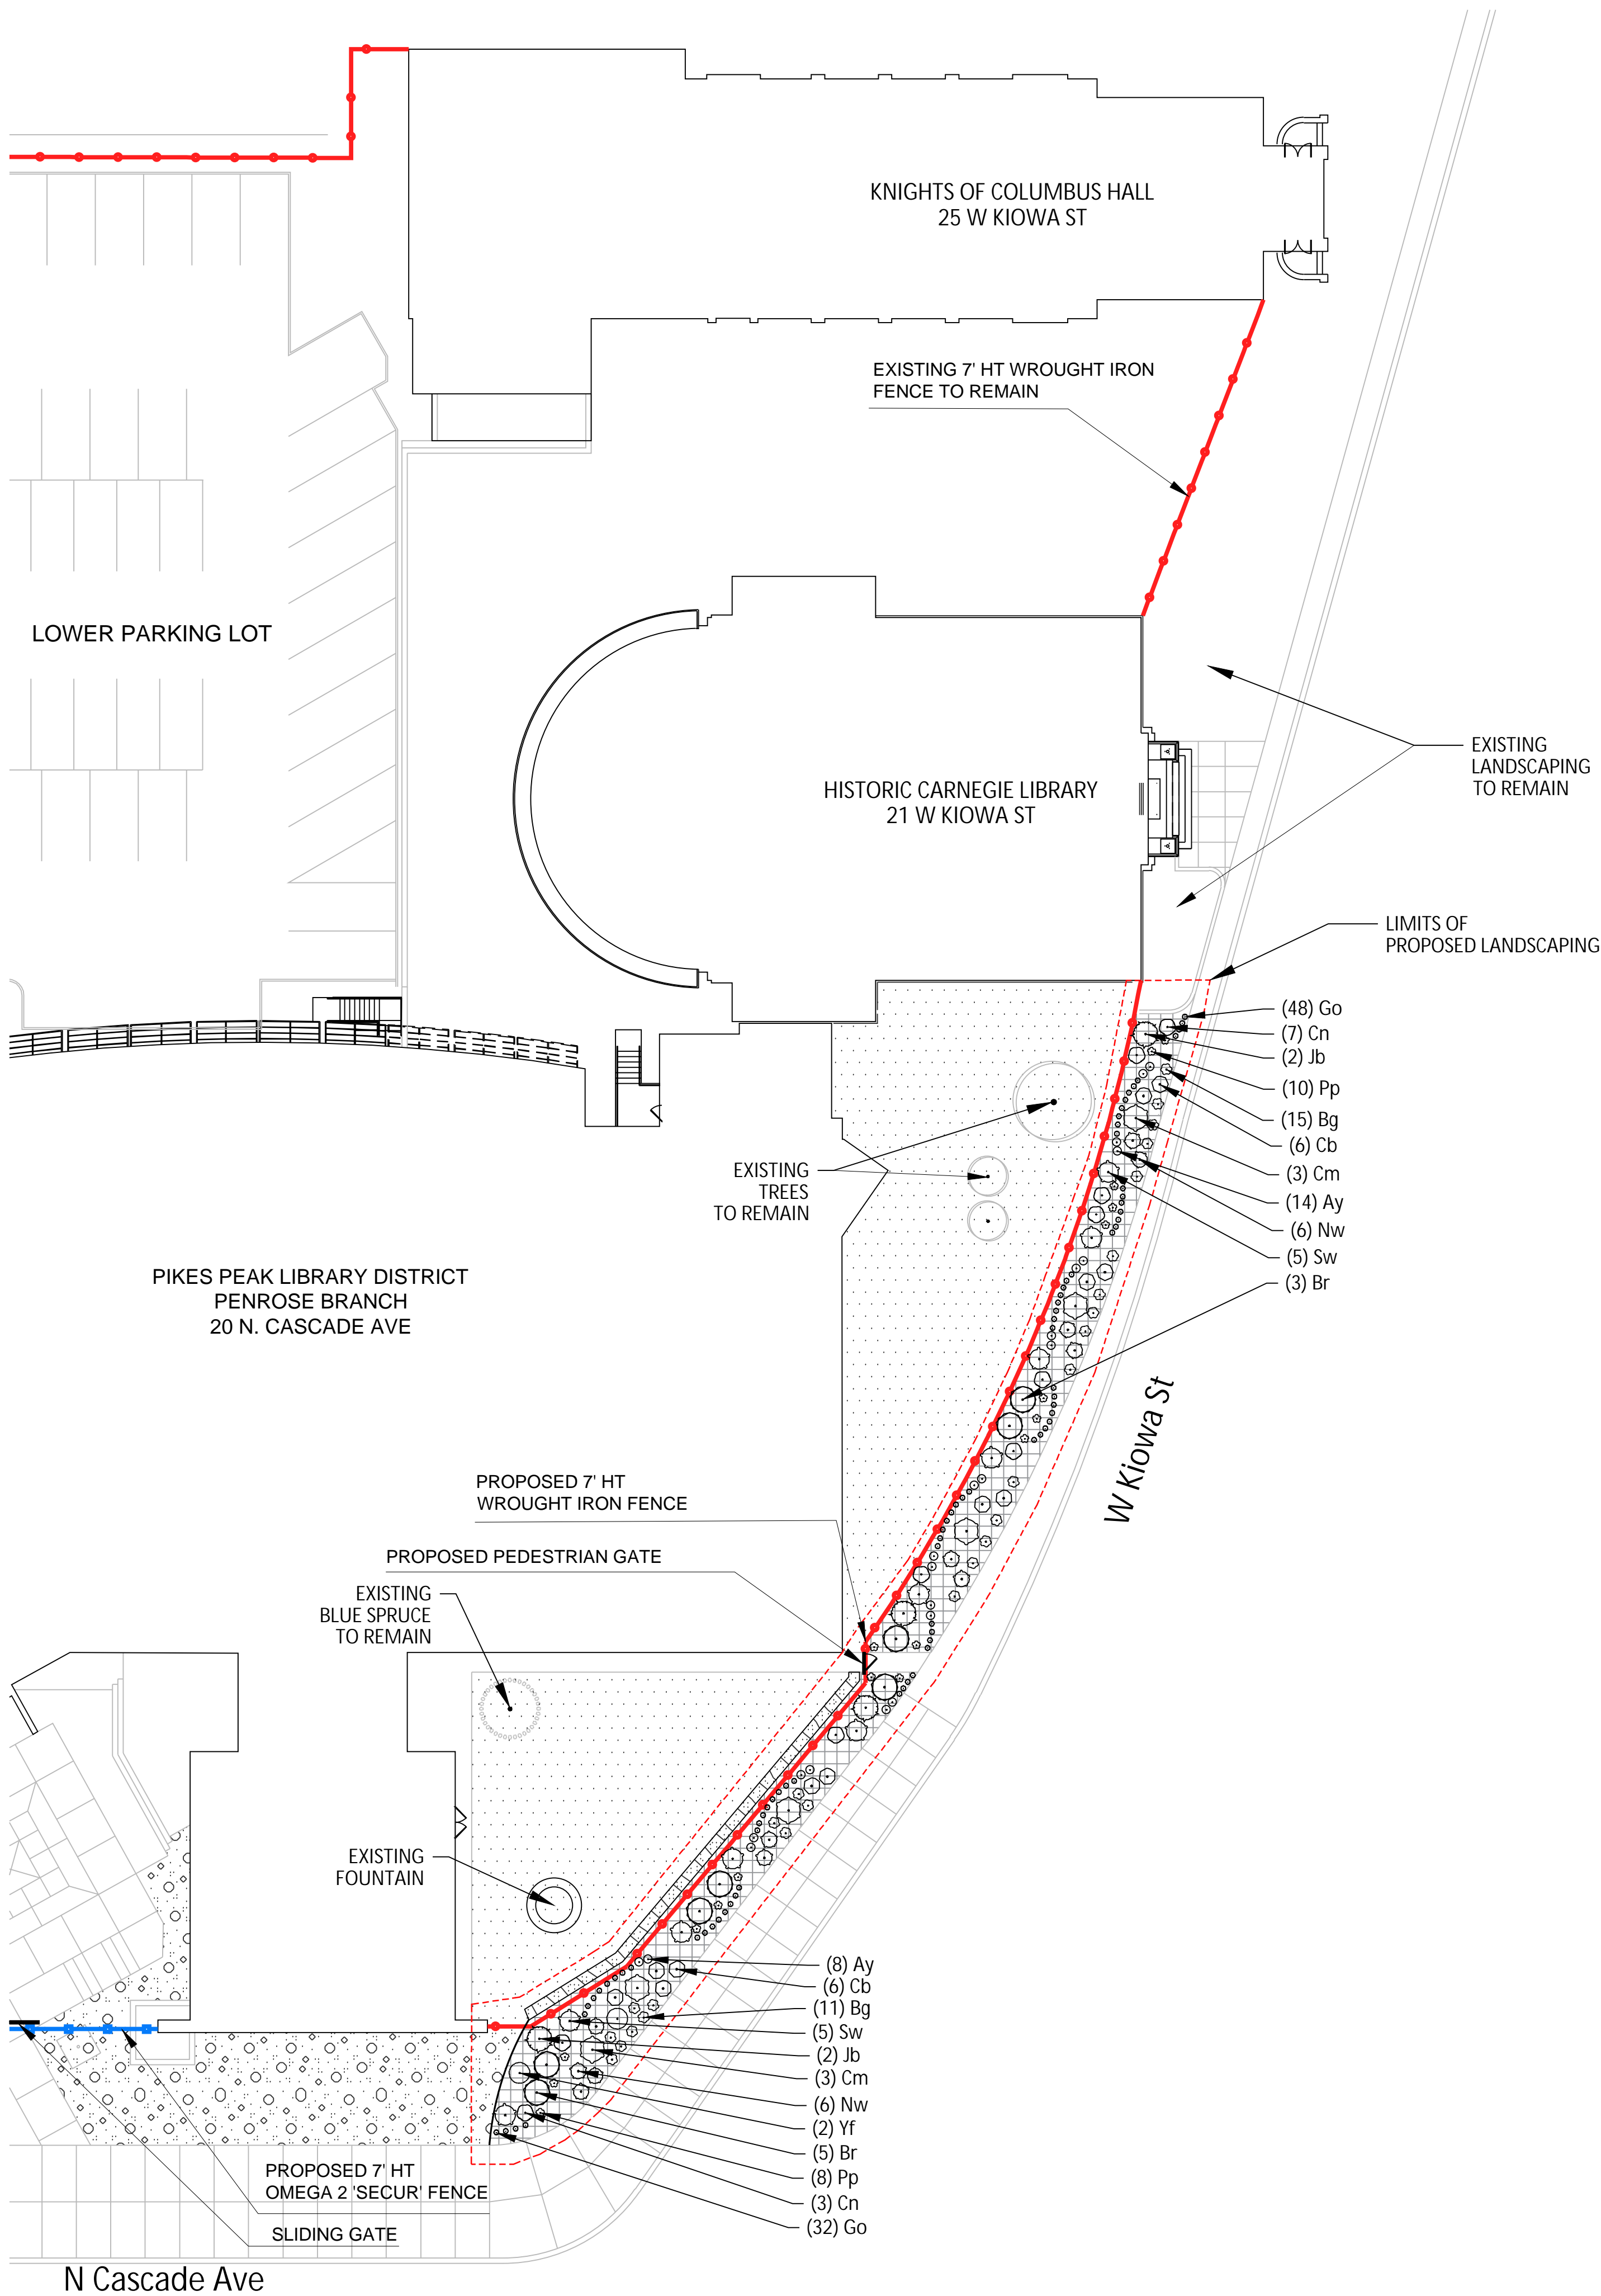 KNIGHTS OF COLUMBUS HALL
25 W KIOWA ST
EXISTING 7' HT WROUGHT IRON
FENCE TO REMAIN
LOWER PARKING LOT
EXISTING
LANDSCAPING
TO REMAIN
HISTORIC CARNEGIE LIBRARY
21 W KIOWA ST
LIMITS OF
PROPOSED LANDSCAPING
(48) Go
(7) Cn
(2) Jb
(10) Pp
(15) Bg
(6) Cb
(3) Cm
(14) Ay
(6) Nw
(5) Sw
(3) Br
EXISTING
TREES
TO REMAIN
PIKES PEAK LIBRARY DISTRICT
PENROSE BRANCH
20 N. CASCADE AVE
W Kiowa St
PROPOSED 7' HT
WROUGHT IRON FENCE
PROPOSED PEDESTRIAN GATE
EXISTING
BLUE SPRUCE
TO REMAIN
EXISTING
FOUNTAIN
(8) Ay
(6) Cb
(11) Bg
(5) Sw
(2) Jb
(3) Cm
(6) Nw
(2) Yf
(5) Br
(8) Pp
(3) Cn
(32) Go
PROPOSED 7' HT
OMEGA 2 'SECUR' FENCE
SLIDING GATE
N Cascade Ave